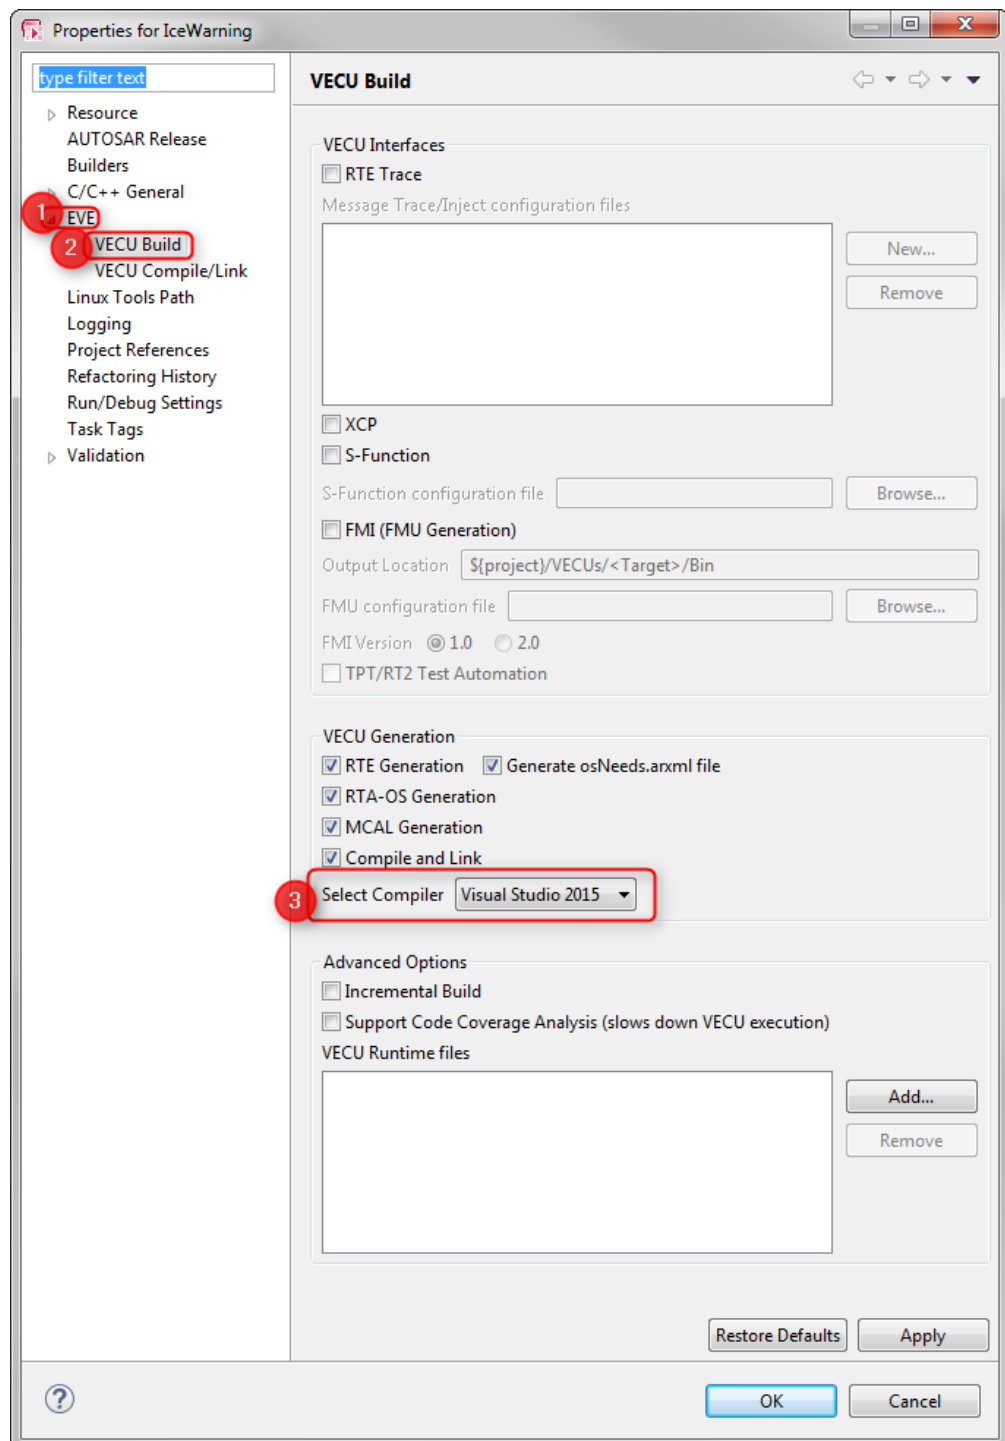 Properties for IceWarning
type filter text
Resource
AUTOSAR Release
Builders
C/C++ General
1 EVE
2 VECU Build
VECU Compile/Link
Linux Tools Path
Logging
Project References
Refactoring History
Run/Debug Settings
Task Tags
Validation
VECU Build
VECU Interfaces
RTE Trace
Message Trace/Inject configuration files
New...
Remove
XCP
S-Function
S-Function configuration file Browse...
FMI (FMU Generation)
Output Location ${project}/VECUs/<Target>/Bin
FMU configuration file Browse...
FMI Version 1.0 2.0
TPT/RT2 Test Automation
VECU Generation
RTE Generation Generate osNeeds.arxml file
RTA-OS Generation
MCAL Generation
Compile and Link
3 Select Compiler Visual Studio 2015
Advanced Options
Incremental Build
Support Code Coverage Analysis (slows down VECU execution)
VECU Runtime files
Add...
Remove
Restore Defaults Apply
? OK Cancel